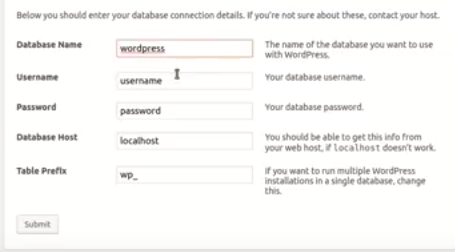 Below you should enter your database connection details. If you're not sure about these, contact your host.
Database Name
wordpress
The name of the database you want to use
with WordPress.
Username
username
Your database username.
Password
password
Your database password.
Database Host
localhost
You should be able to get this info from
your web host, if localhost doesn't work.
Table Prefix
wp_
If you want to run multiple WordPress
installations in a single database, change
this.
Submit